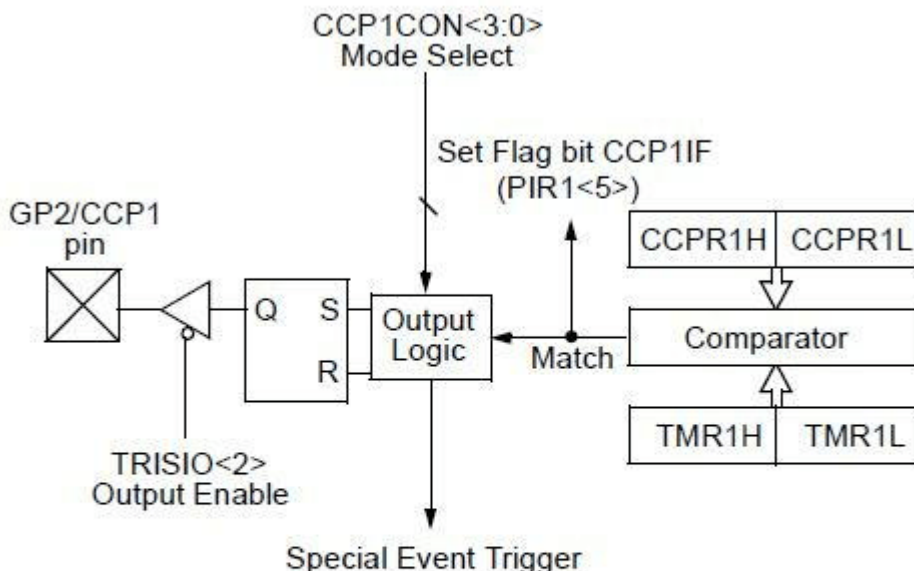 CCP1CON<3:0>
Mode Select
Set Flag bit CCP1IF
(PIR1<5>)
GP2/CCP1
pin
CCPR1H CCPR1L
Q S
R
Output
Logic
Match
Comparator
TMR1H TMR1L
TRISIO<2>
Output Enable
Special Event Trigger